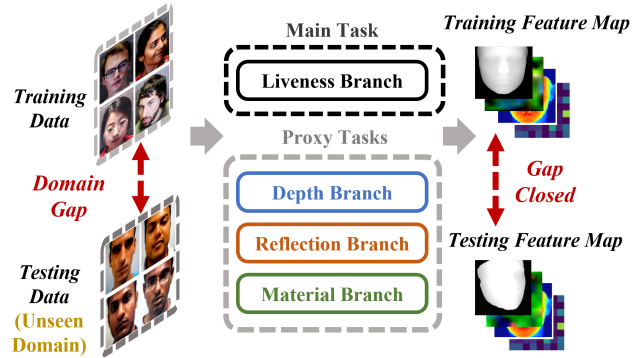 Main Task
Training Feature Map
Liveness Branch
Training
Data
Proxy Tasks
Domain
Gap
Gap
Closed
Depth Branch
Reflection Branch
Testing Feature Map
Testing
Data
(Unseen
Domain)
Material Branch